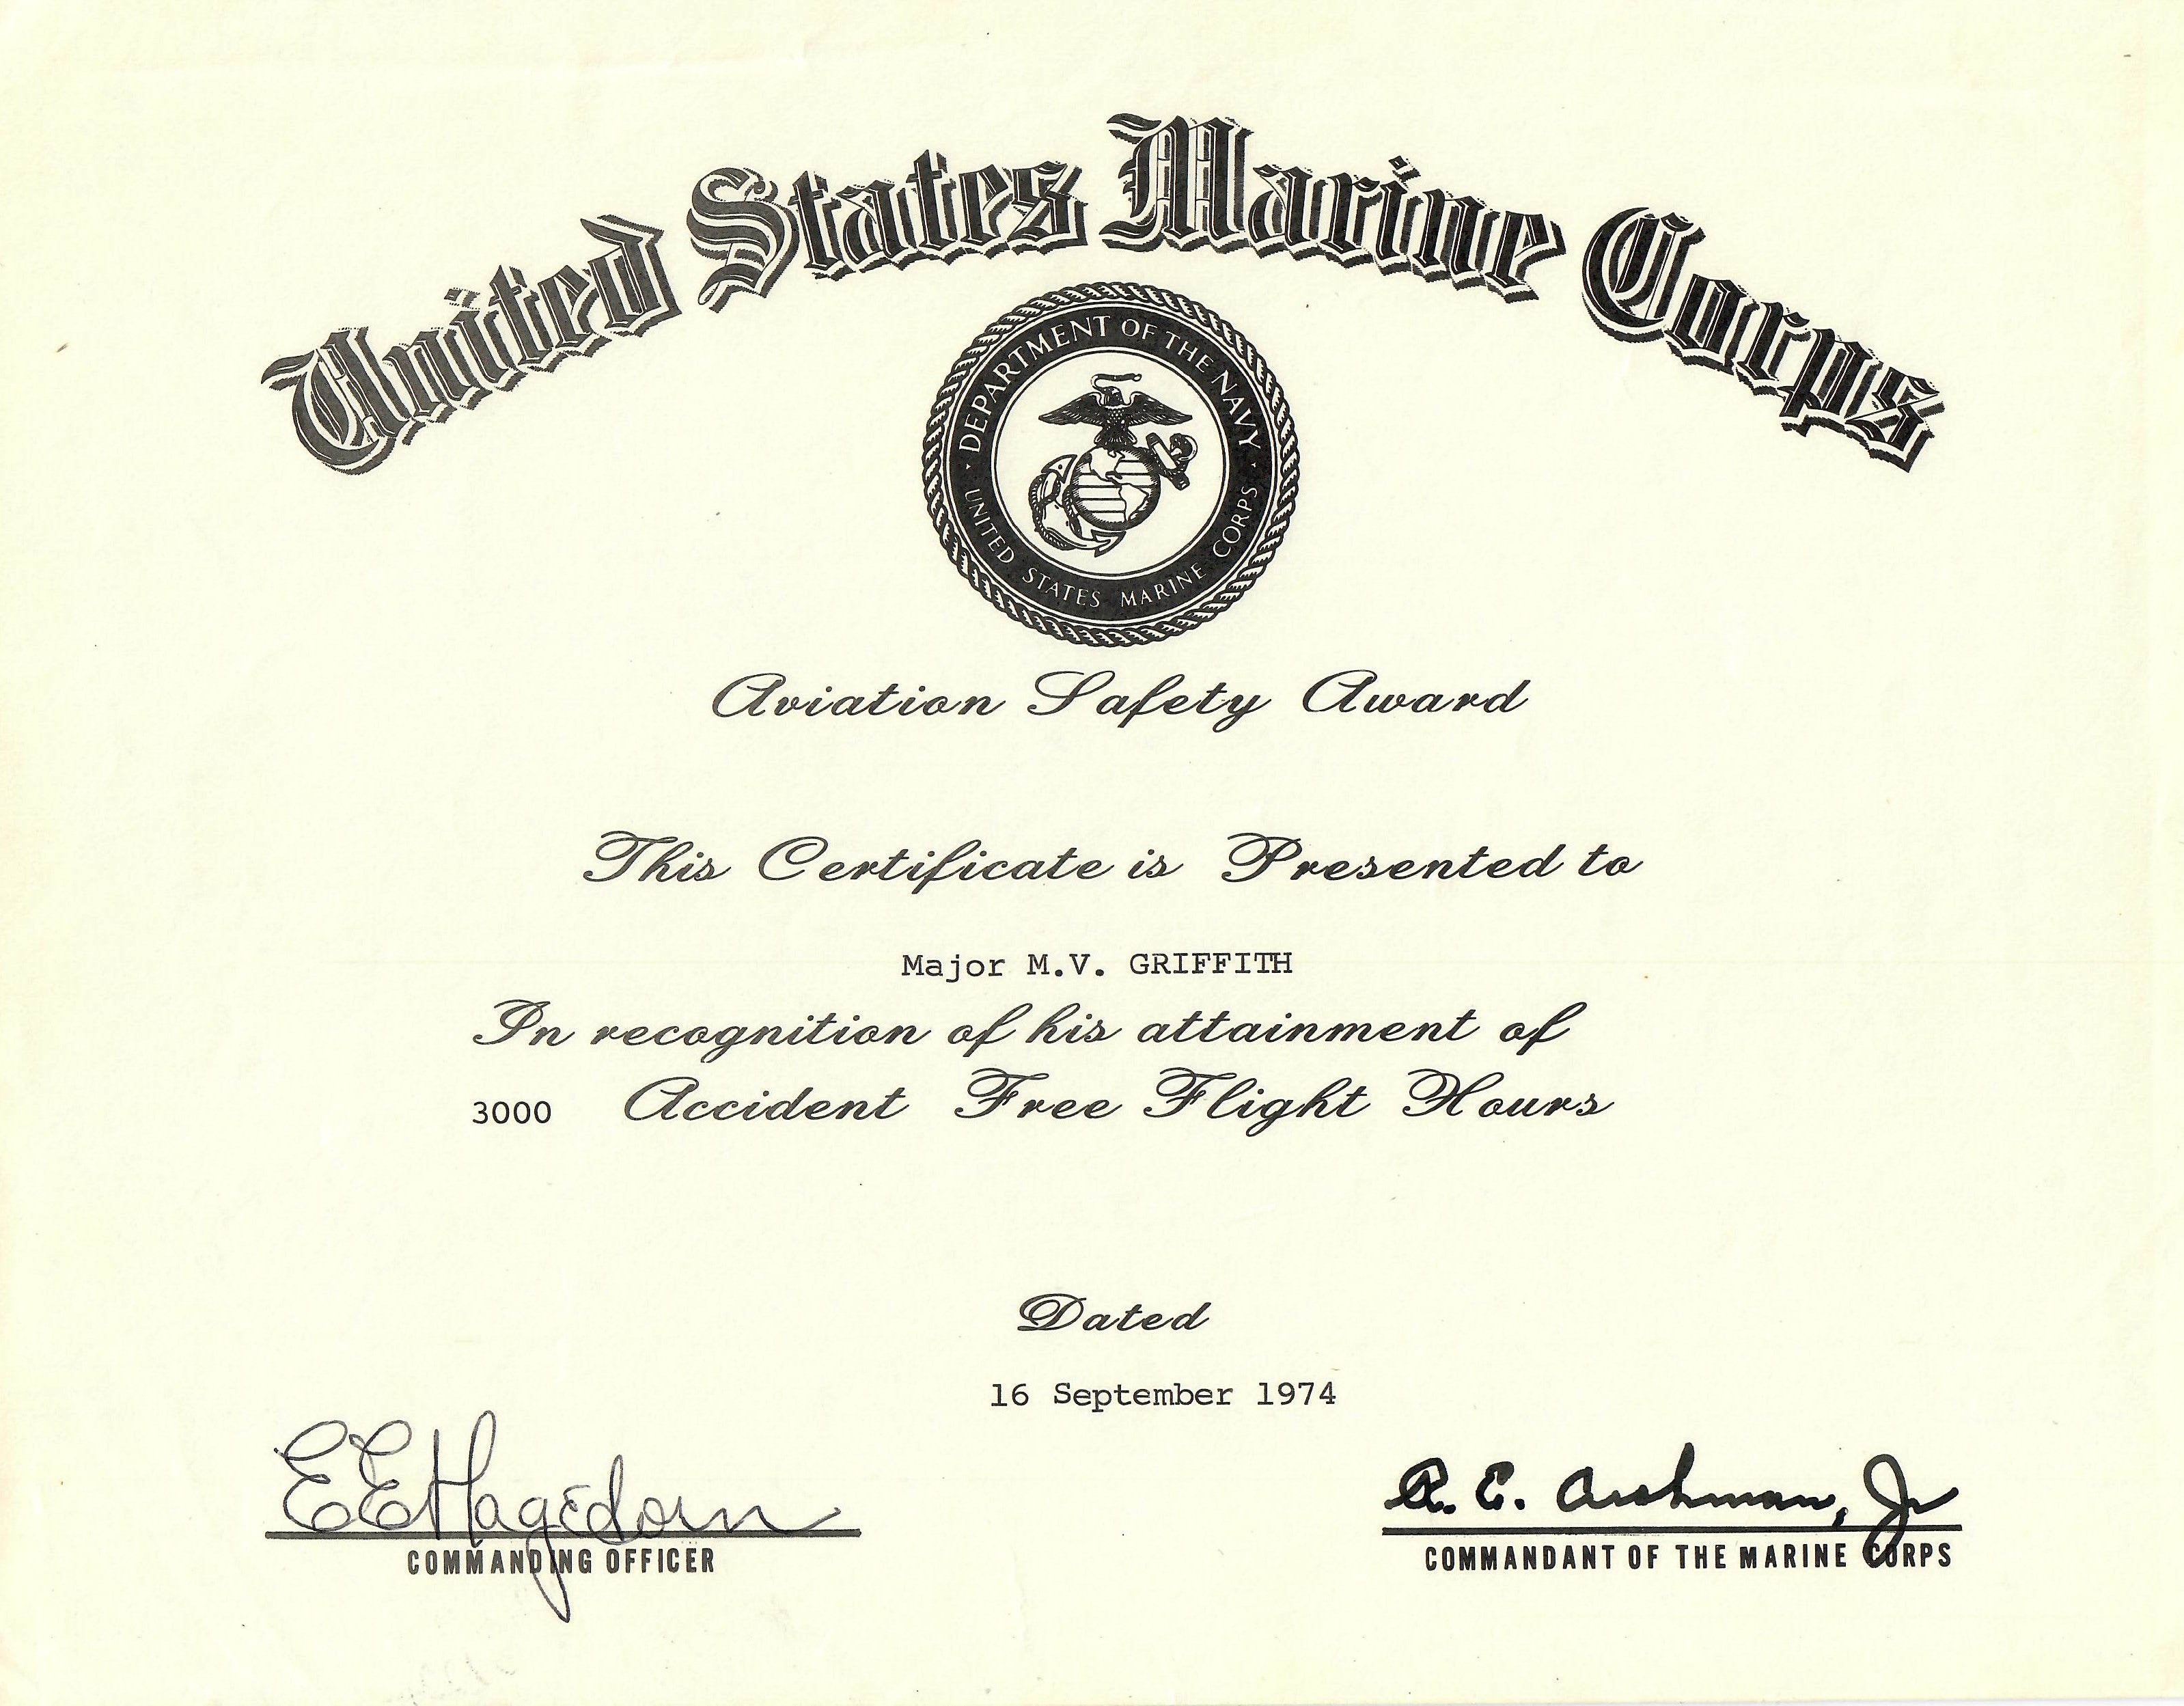 United States Marine Corps
DEPARTMENT OF THE NAVY
UNITED STATES MARINE CORPS
Aviation Safety Award
This Certificate is Presented to
Major M.V. GRIFFITH
In recognition of his attainment of
3000 Accident Free Flight Hours
Dated
16 September 1974
EEHagedorn
COMMANDING OFFICER
R. E. Cushman, Jr
COMMANDANT OF THE MARINE CORPS